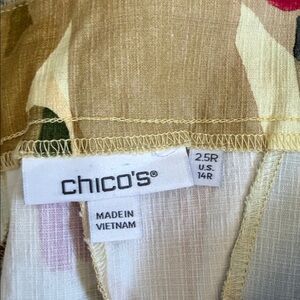 chico's®
2.5R
U.S.
14R
MADE IN
VIETNAM